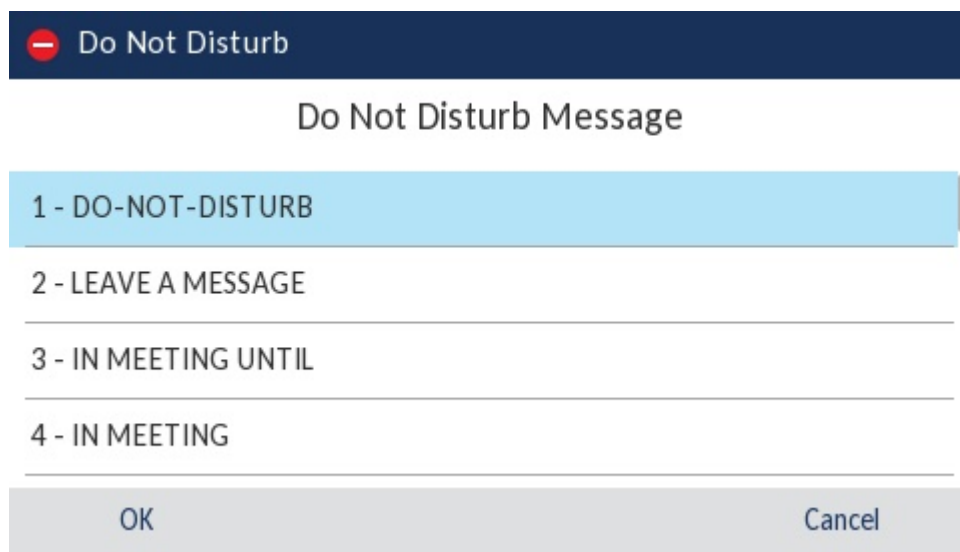 Do Not Disturb
Do Not Disturb Message
1 - DO-NOT-DISTURB
2 - LEAVE A MESSAGE
3 - IN MEETING UNTIL
4 - IN MEETING
OK Cancel